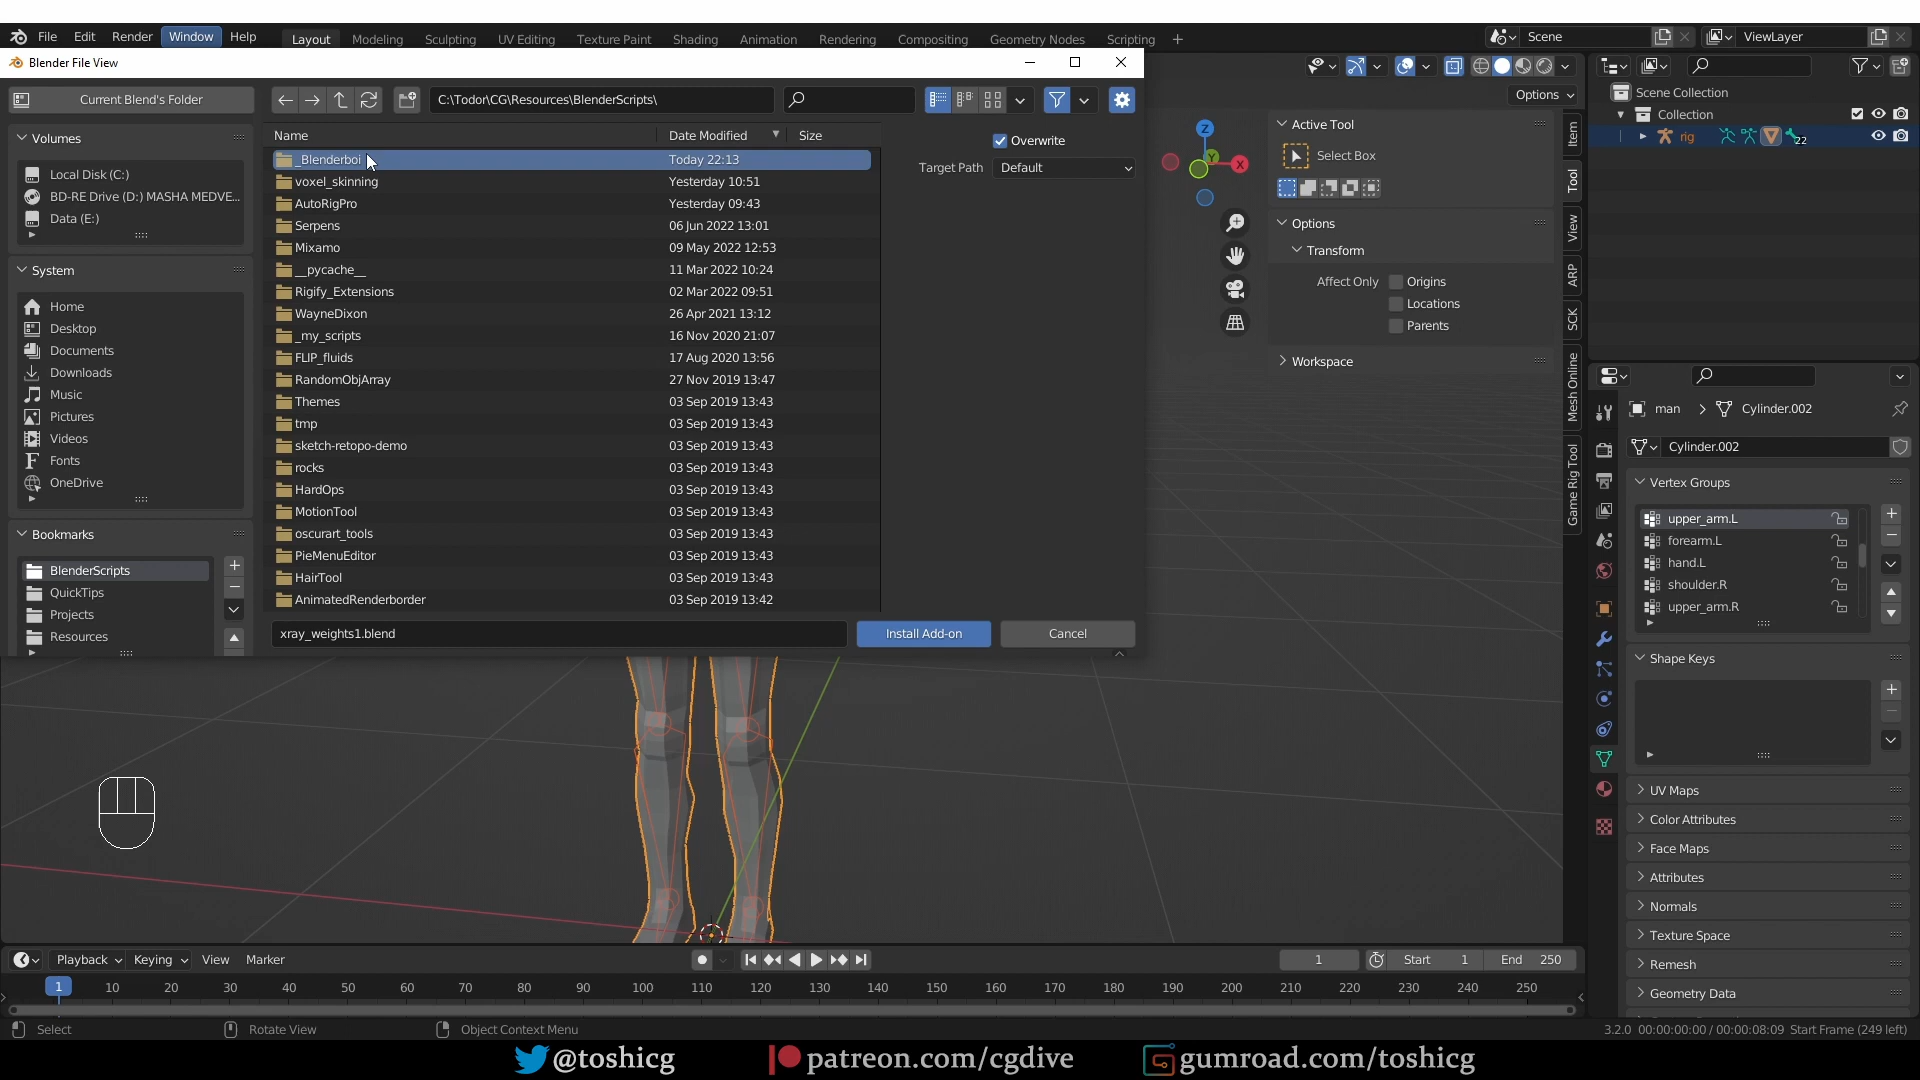 File Edit Render Window Help Layout Modeling Sculpting UV Editing Texture Paint Shading Animation Rendering Compositing Geometry Nodes Scripting + Scene ViewLayer
Blender File View
Current Blend's Folder
C:\Todor\CG\Resources\BlenderScripts\
Volumes
Local Disk (C:)
BD-RE Drive (D:) MASHA MEDVE...
Data (E:)
System
Home
Desktop
Documents
Downloads
Music
Pictures
Videos
Fonts
OneDrive
Bookmarks
BlenderScripts
QuickTips
Projects
Resources
Name Date Modified Size
_Blenderboi Today 22:13
voxel_skinning Yesterday 10:51
AutoRigPro Yesterday 09:43
Serpens 06 Jun 2022 13:01
Mixamo 09 May 2022 12:53
__pycache__ 11 Mar 2022 10:24
Rigify_Extensions 02 Mar 2022 09:51
WayneDixon 26 Apr 2021 13:12
_my_scripts 16 Nov 2020 21:07
FLIP_fluids 17 Aug 2020 13:56
RandomObjArray 27 Nov 2019 13:47
Themes 03 Sep 2019 13:43
tmp 03 Sep 2019 13:43
sketch-retopo-demo 03 Sep 2019 13:43
rocks 03 Sep 2019 13:43
HardOps 03 Sep 2019 13:43
MotionTool 03 Sep 2019 13:43
oscurart_tools 03 Sep 2019 13:43
PieMenuEditor 03 Sep 2019 13:43
HairTool 03 Sep 2019 13:43
AnimatedRenderborder 03 Sep 2019 13:42
xray_weights1.blend Install Add-on Cancel
Overwrite
Target Path Default
Options
Z
Y
X
Active Tool
Select Box
Options
Transform
Affect Only Origins
Locations
Parents
Workspace
Item
Tool
View
ARP
SCK
Mesh Online
Game Rig Tool
Scene Collection
Collection
rig 22
man Cylinder.002
Cylinder.002
Vertex Groups
upper_arm.L
forearm.L
hand.L
shoulder.R
upper_arm.R
Shape Keys
UV Maps
Color Attributes
Face Maps
Attributes
Normals
Texture Space
Remesh
Geometry Data
Playback Keying View Marker 1 Start 1 End 250
1 10 20 30 40 50 60 70 80 90 100 110 120 130 140 150 160 170 180 190 200 210 220 230 240 250
Select Rotate View Object Context Menu 3.2.0 00:00:00:00 / 00:00:08:09 Start Frame (249 left)
@toshicg patreon.com/cgdive gumroad.com/toshicg